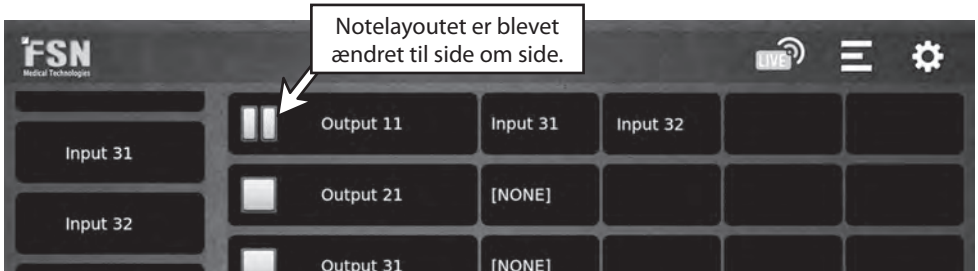 Notelayoutet er blevet
ændret til side om side.
FSN
Medical Technologies
LIVE
Output 11
Input 31
Input 32
Input 31
Output 21
[NONE]
Input 32
Output 31
[NONE]